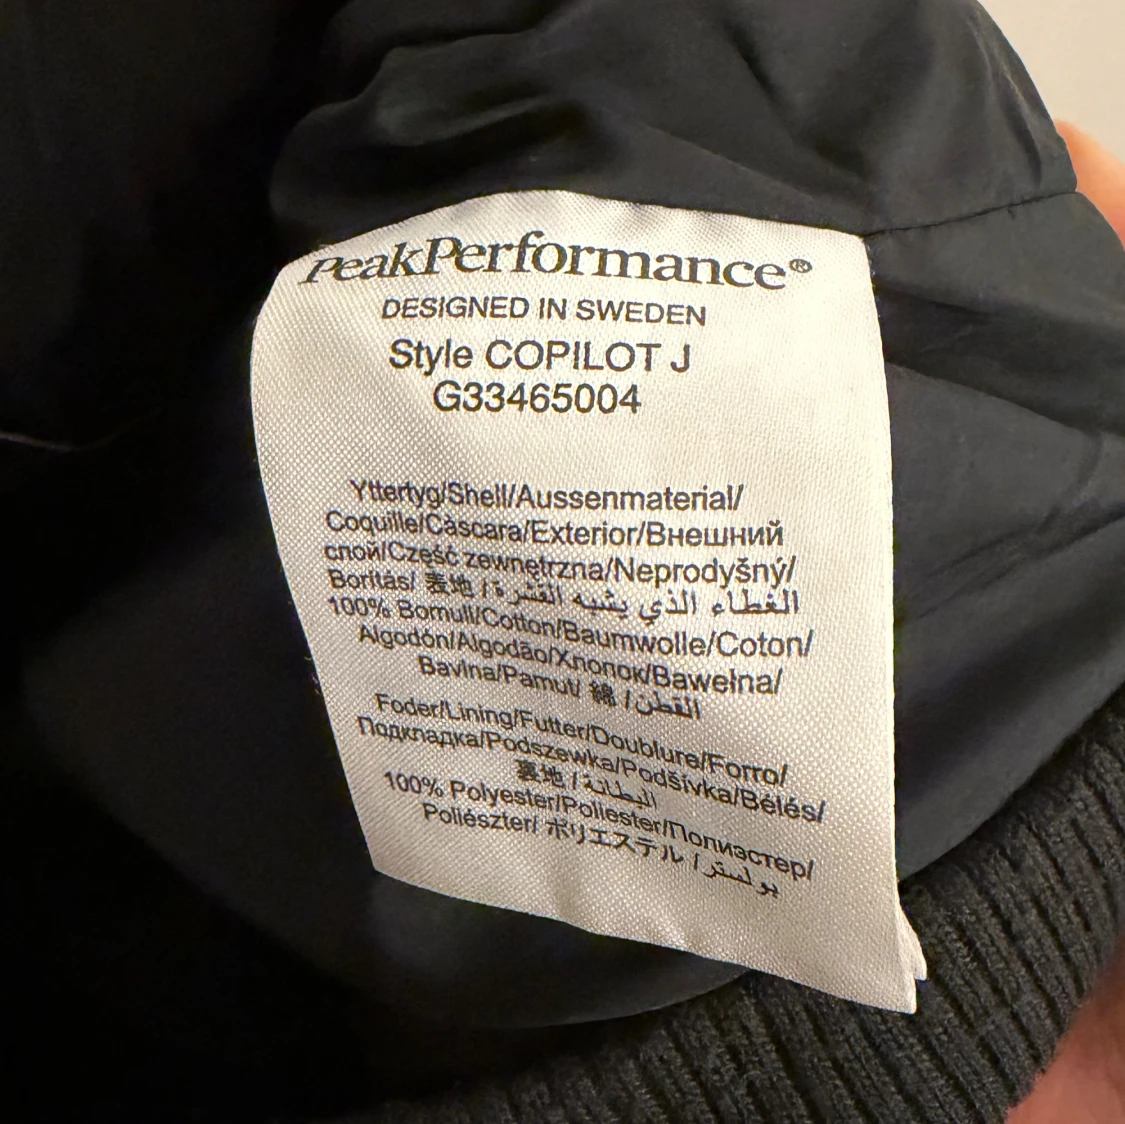 PeakPerformance®
DESIGNED IN SWEDEN
Style COPILOT J
G33465004
Yttertyg/Shell/Aussenmaterial/
Coquille/Càscara/Exterior/Внешний
слой/Część zewnętrzna/Neprodyšný/
Borítás/ 表地 / الغطاء الذي يشبه القشرة
100% Bomull/Cotton/Baumwolle/Coton/
Algodón/Algodão/Хлопок/Bawełna/
Bavlna/Pamut/ 綿 / القطن
Foder/Lining/Futter/Doublure/Forro/
Подкладка/Podszewka/Podšívka/Bélés/
裏地 / البطانة
100% Polyester/Poliester/Полиэстер/
Poliészter/ ポリエステル / بولستر